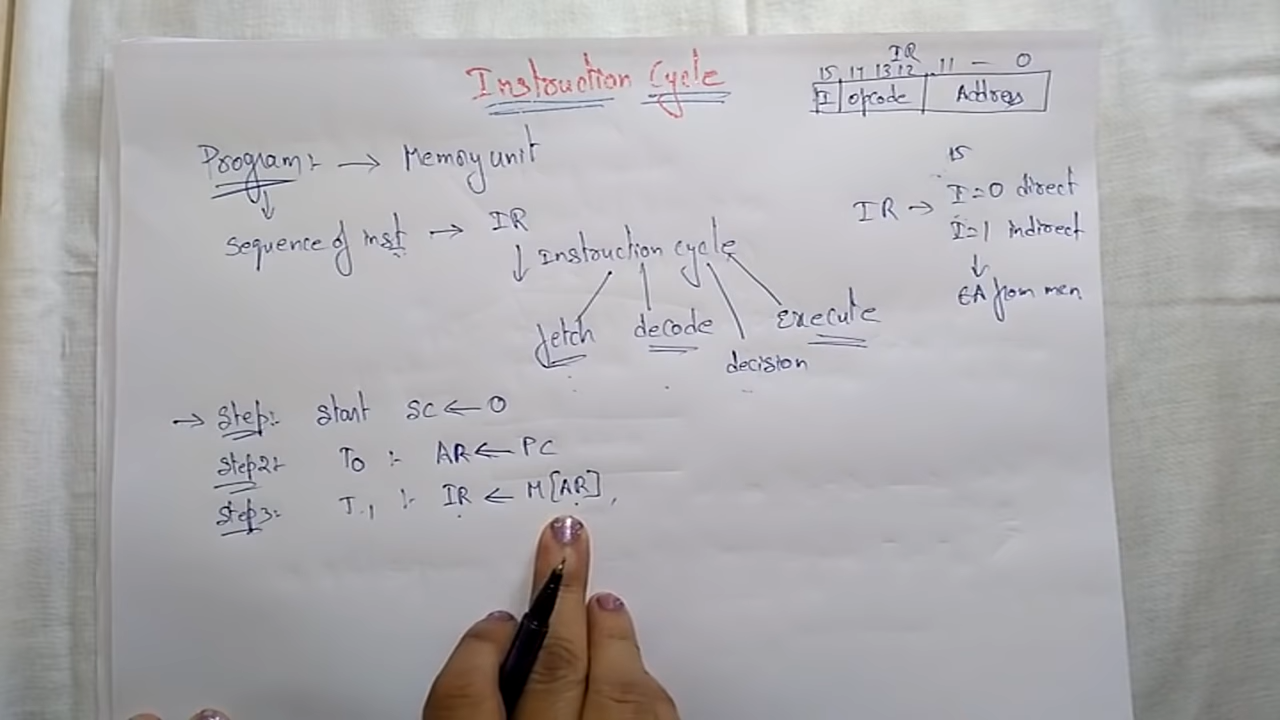 Instruction Cycle
IR
15 14 13 12 11 — 0
I opcode Address
Program:- → Memoy unit
sequence of inst → IR
↓ Instruction cycle
fetch decode decision Execute
15
IR → I=0 direct
I=1 indirect
↓
EA from mem
→ Step:- start SC ← 0
Step2:- T0 :- AR ← PC
Step3:- T1 :- IR ← M[AR],